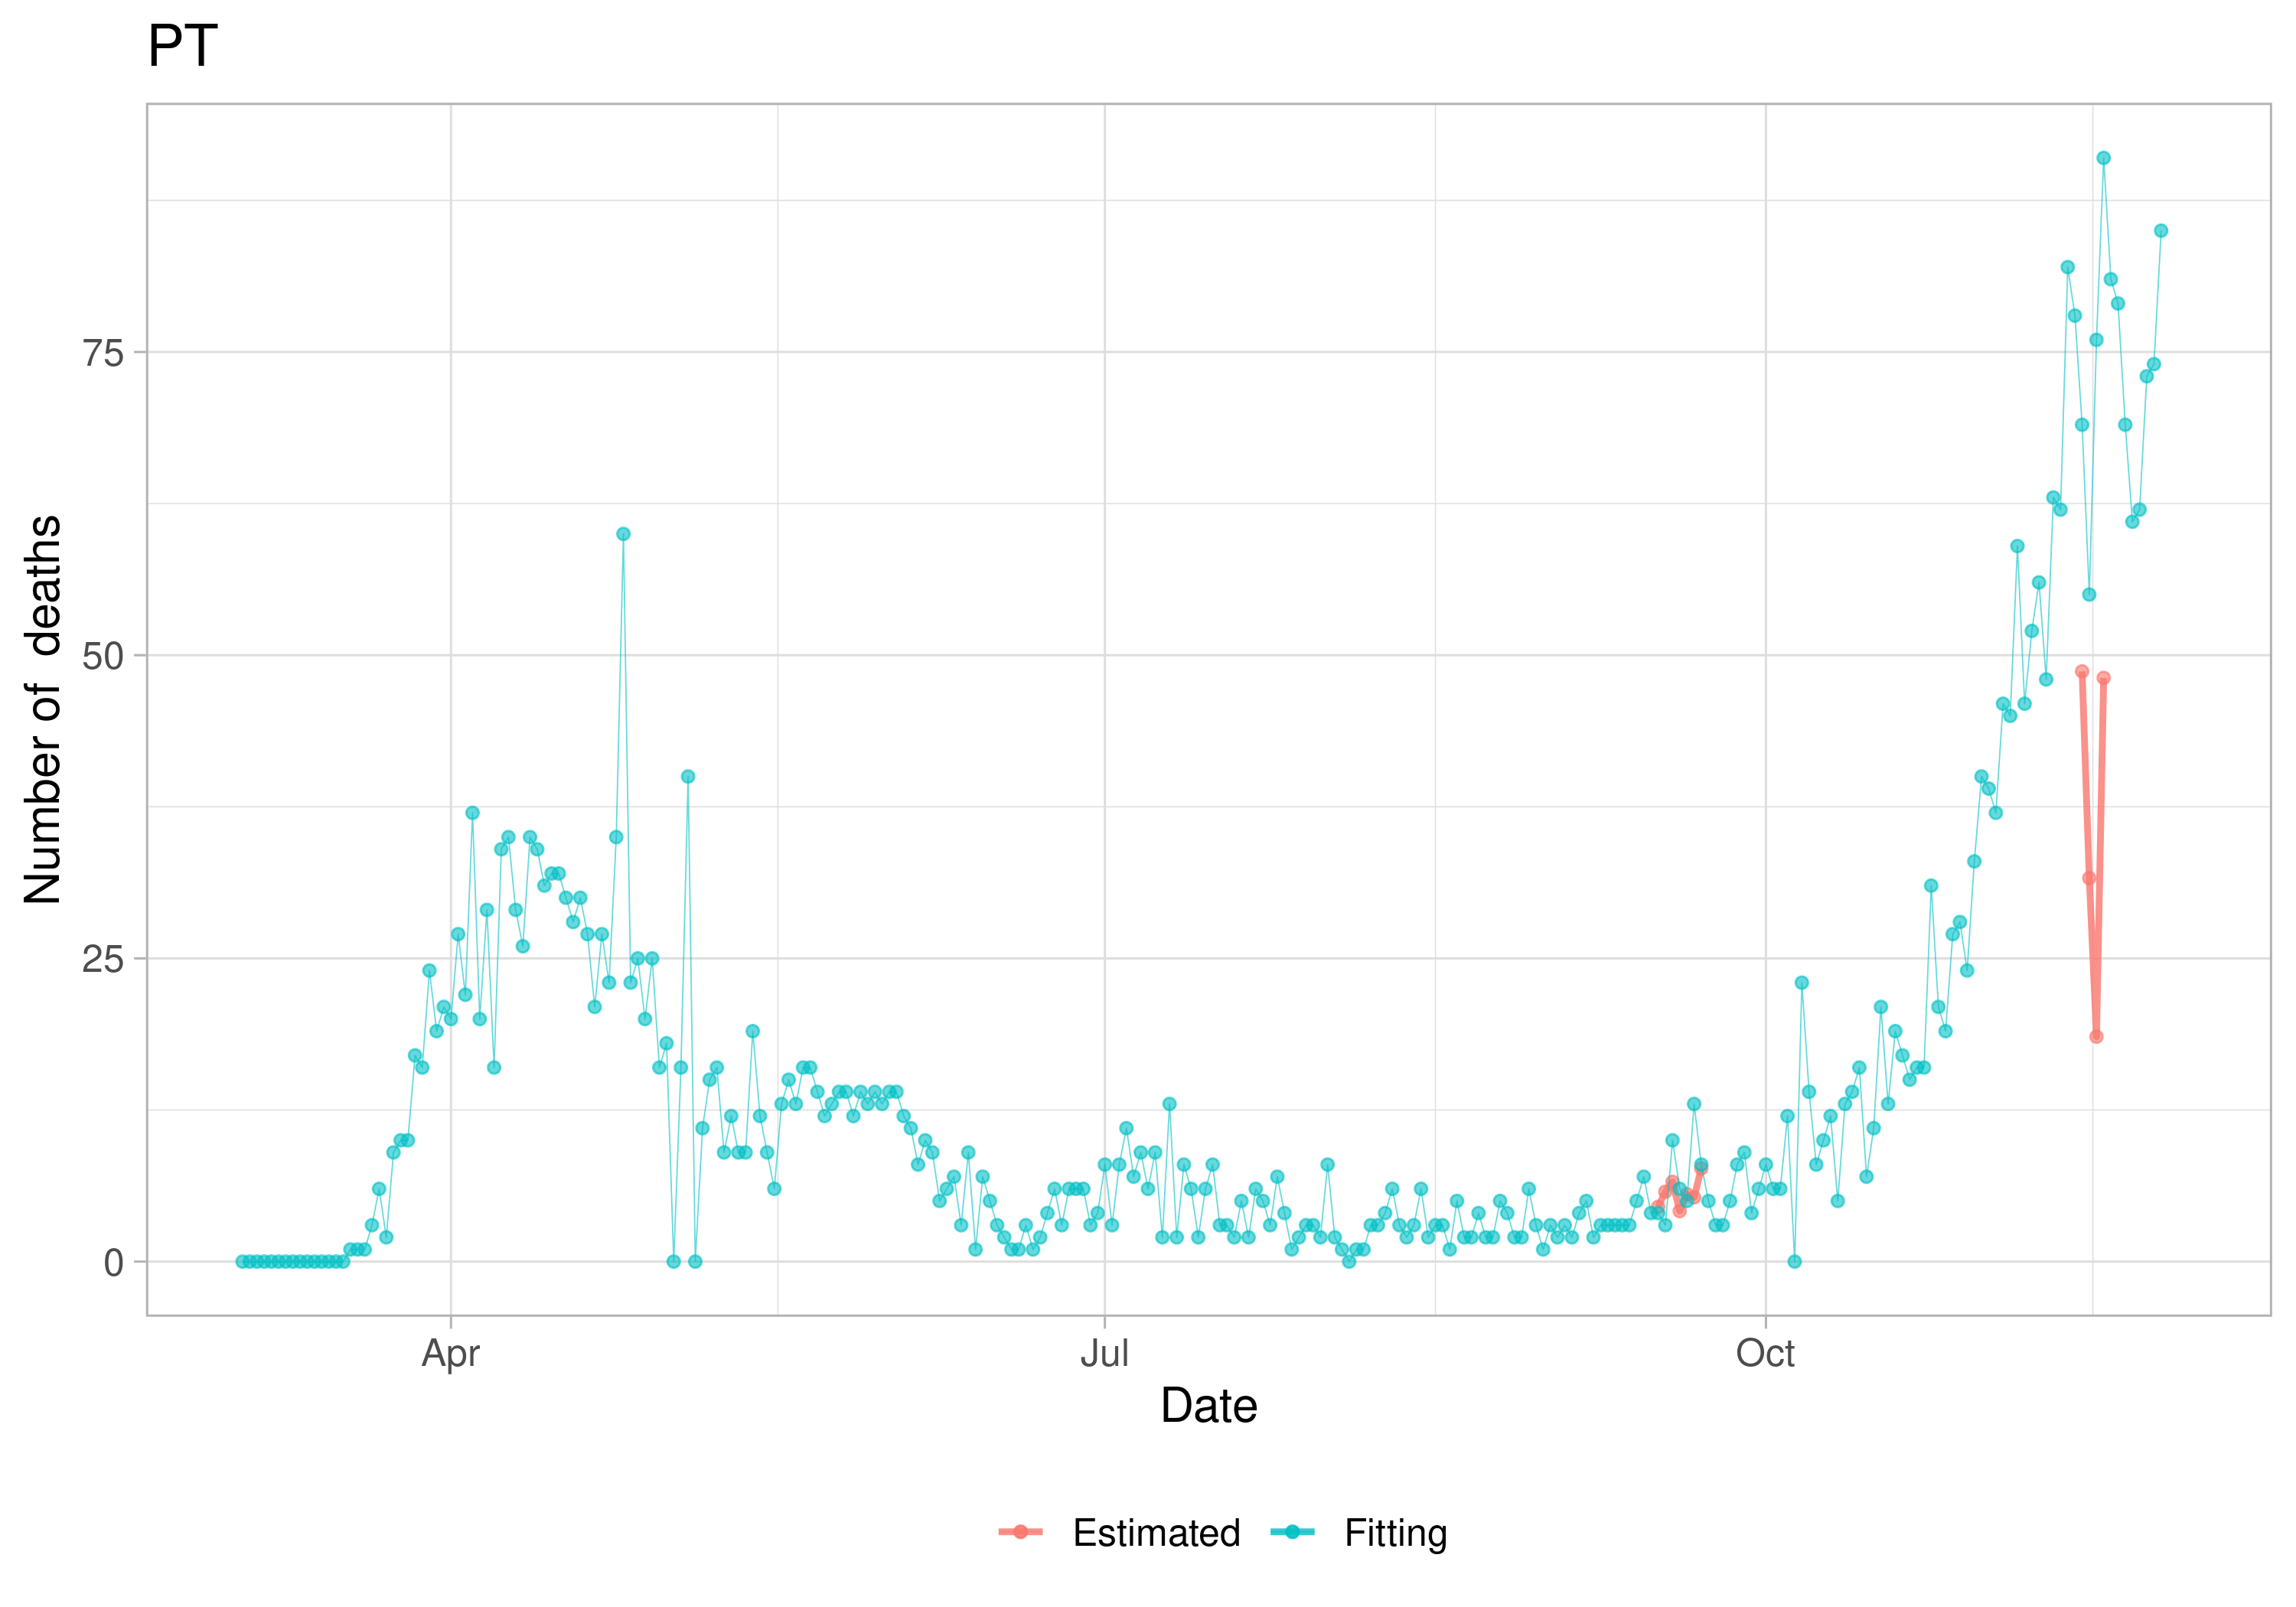 PT
Number of  deaths
75
50
25
0
Apr
Jul
Oct
Date
Estimated
Fitting